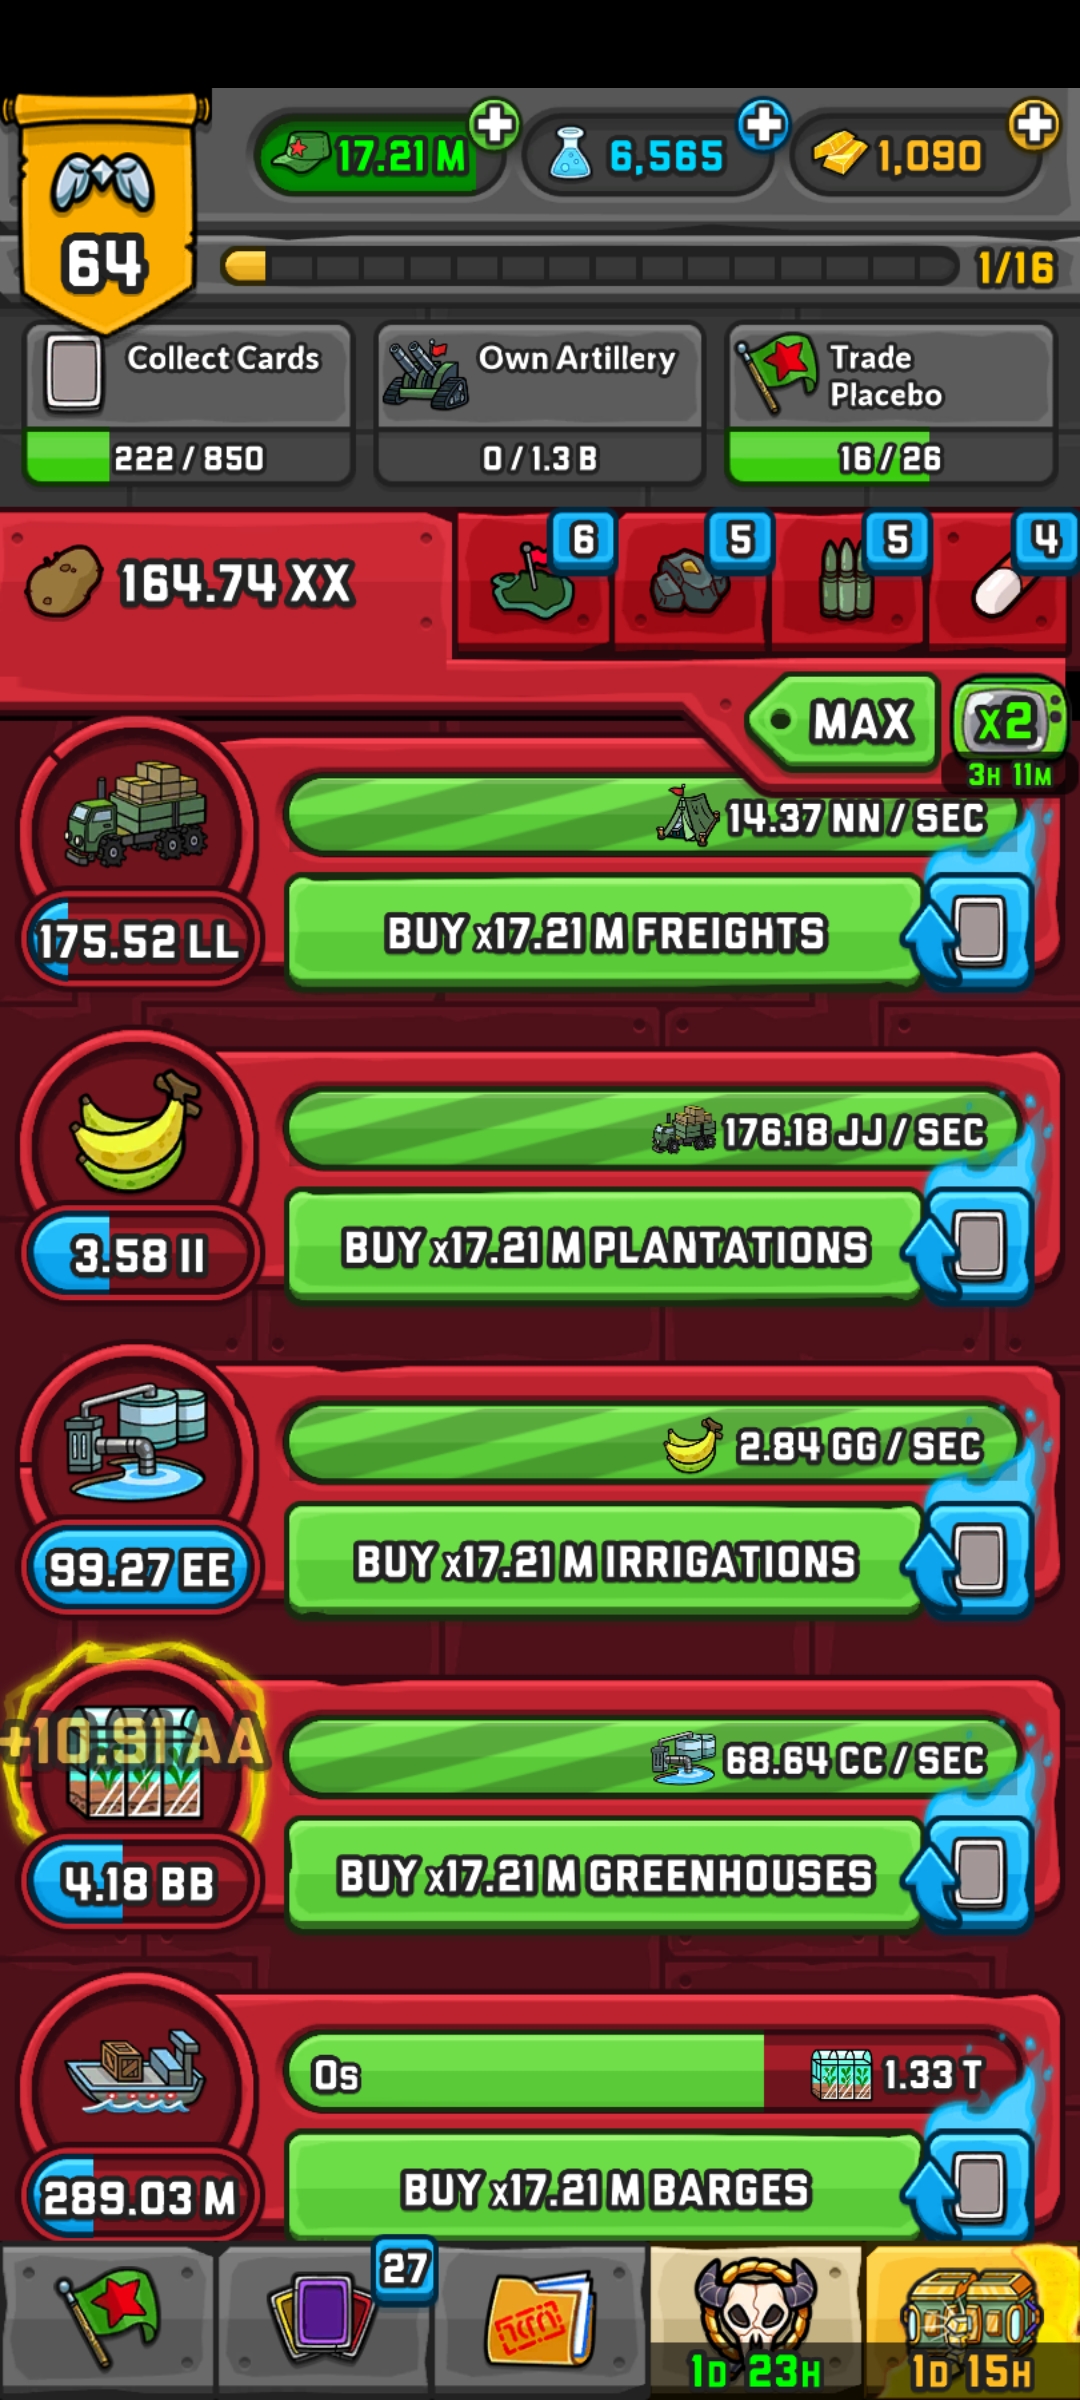 64
17.21 M
6,565
1,090
1/16
Collect Cards
222 / 850
Own Artillery
0 / 1.3 B
Trade
Placebo
16 / 26
164.74 XX
6
5
5
4
MAX
x2
3H 11M
14.37 NN / SEC
175.52 LL
BUY x17.21 M FREIGHTS
176.18 JJ / SEC
3.58 II
BUY x17.21 M PLANTATIONS
2.84 GG / SEC
99.27 EE
BUY x17.21 M IRRIGATIONS
+10.91 AA
68.64 CC / SEC
4.18 BB
BUY x17.21 M GREENHOUSES
0s
1.33 T
289.03 M
BUY x17.21 M BARGES
27
1D 23H
1D 15H